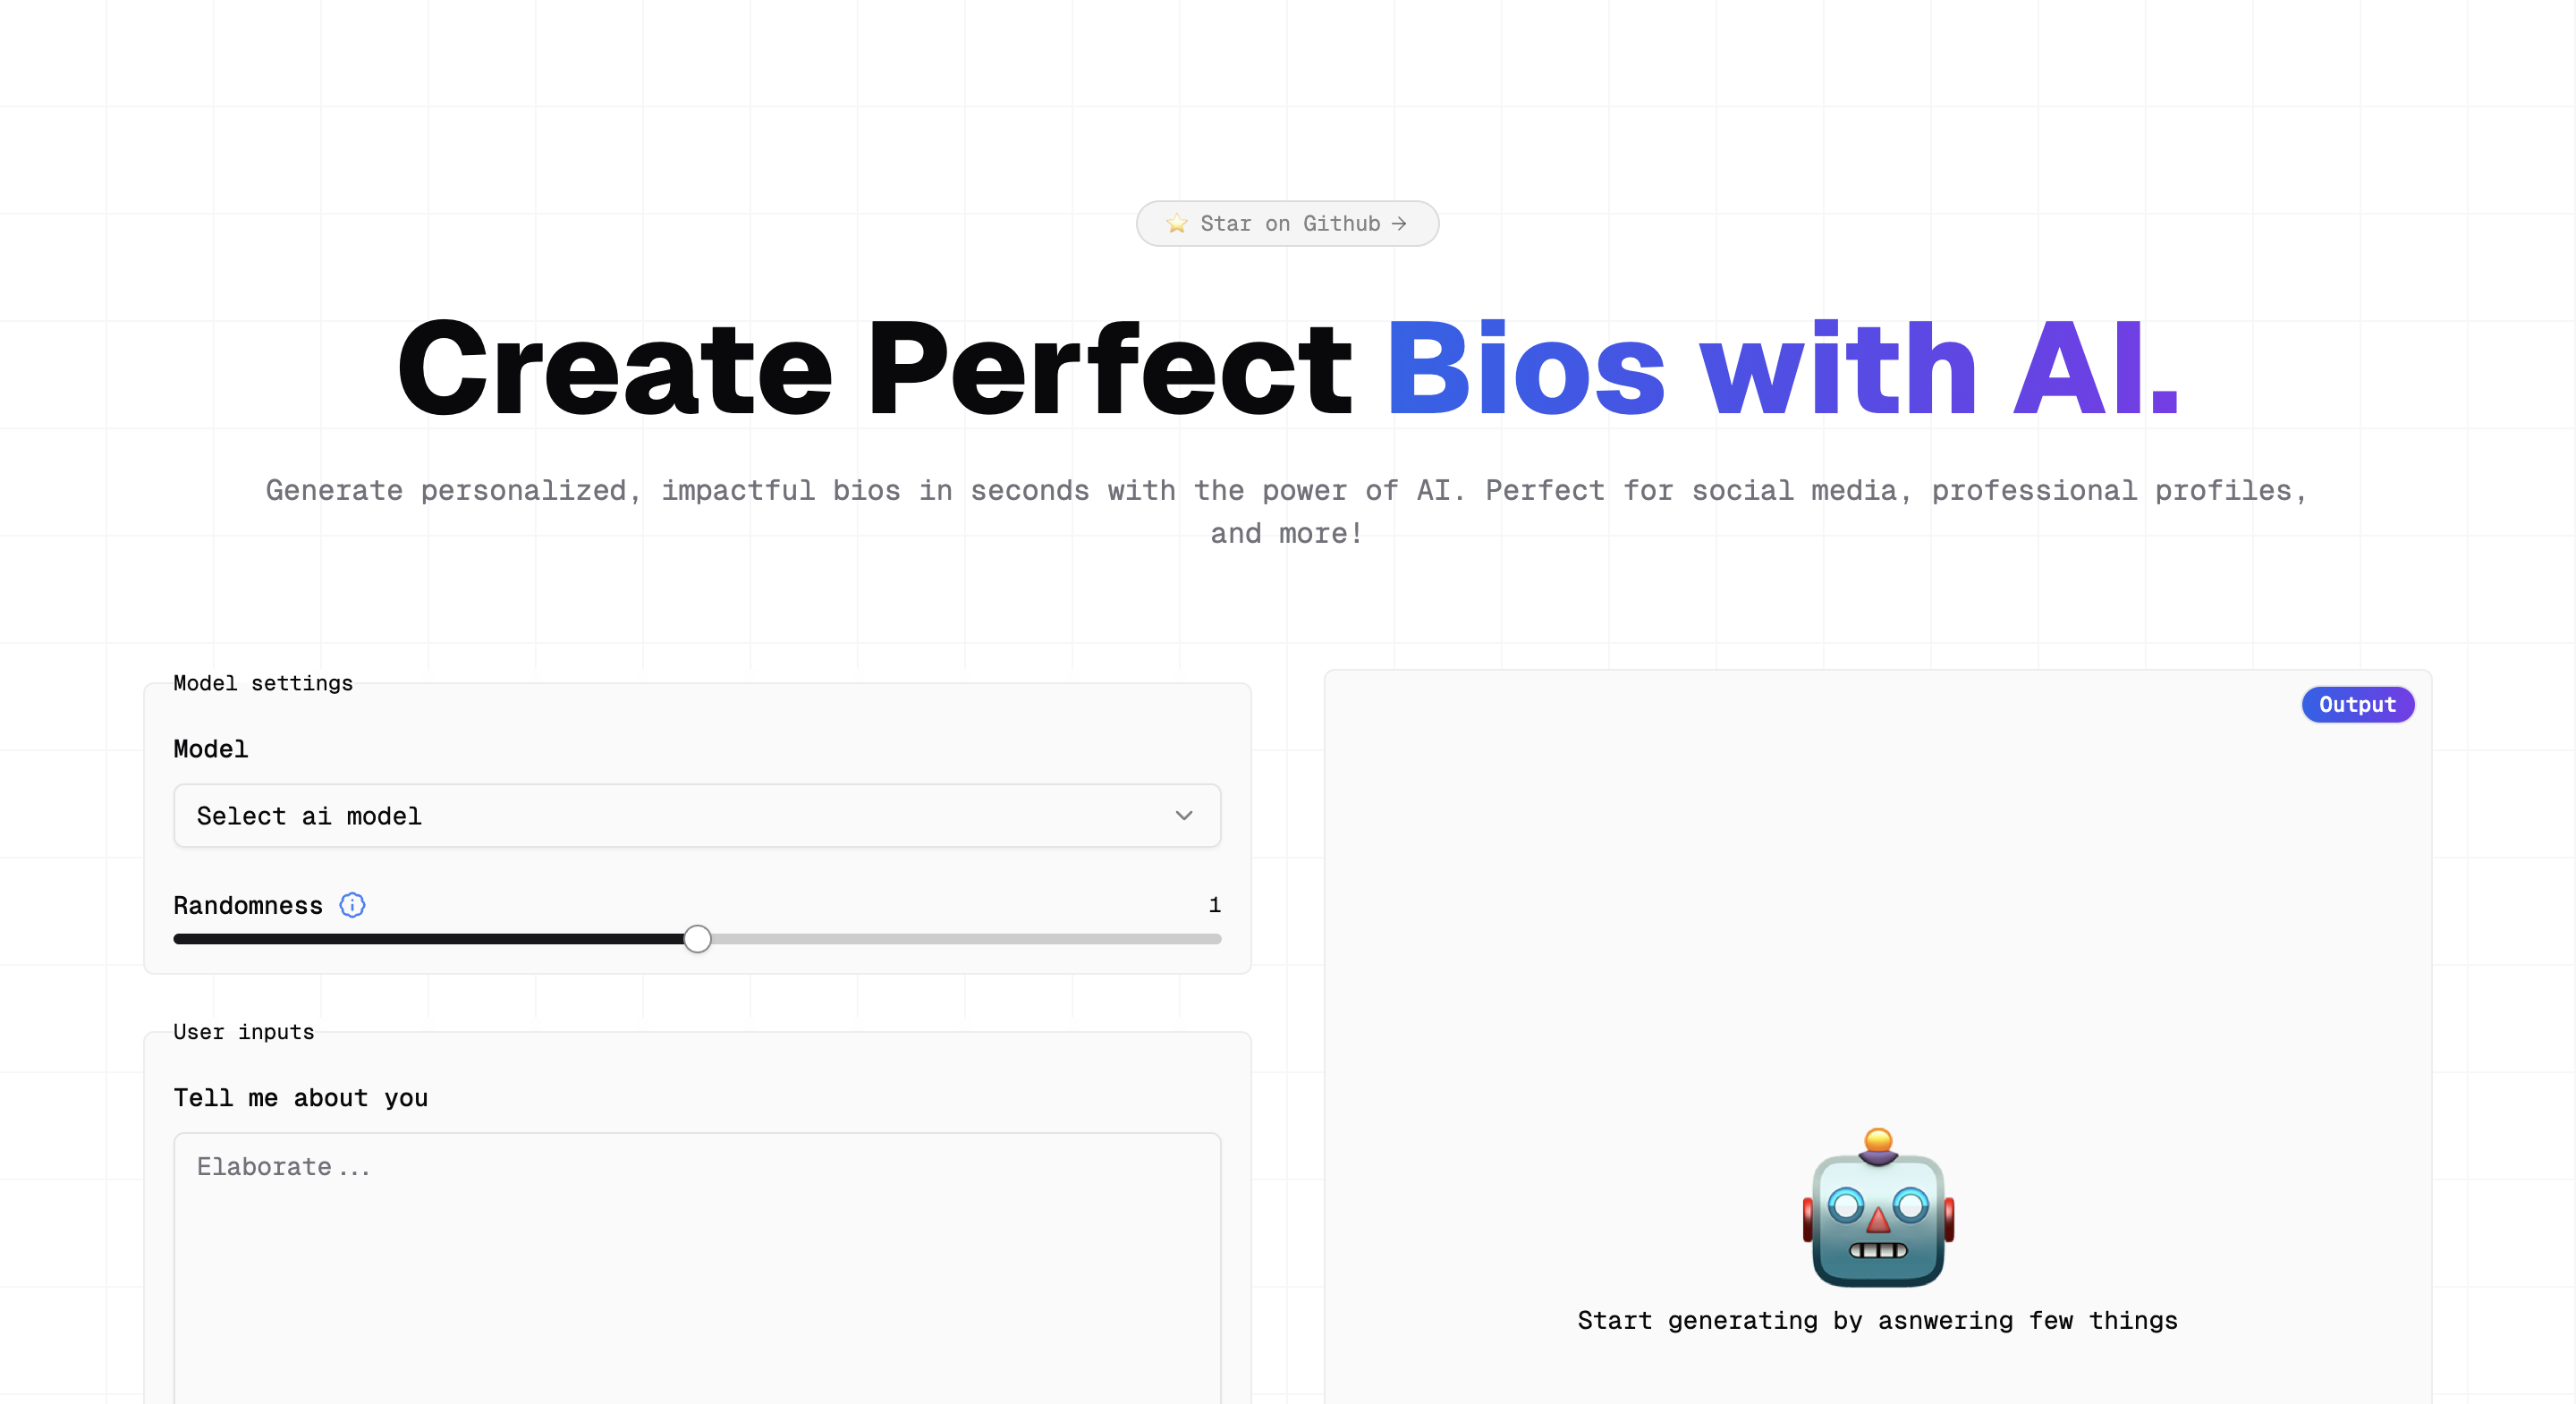 ⭐ Star on Github →
Create Perfect Bios with AI.
Generate personalized, impactful bios in seconds with the power of AI. Perfect for social media, professional profiles,
and more!
Model settings
Model
Select ai model
Randomness
1
User inputs
Tell me about you
Elaborate...
Output
Start generating by asnwering few things